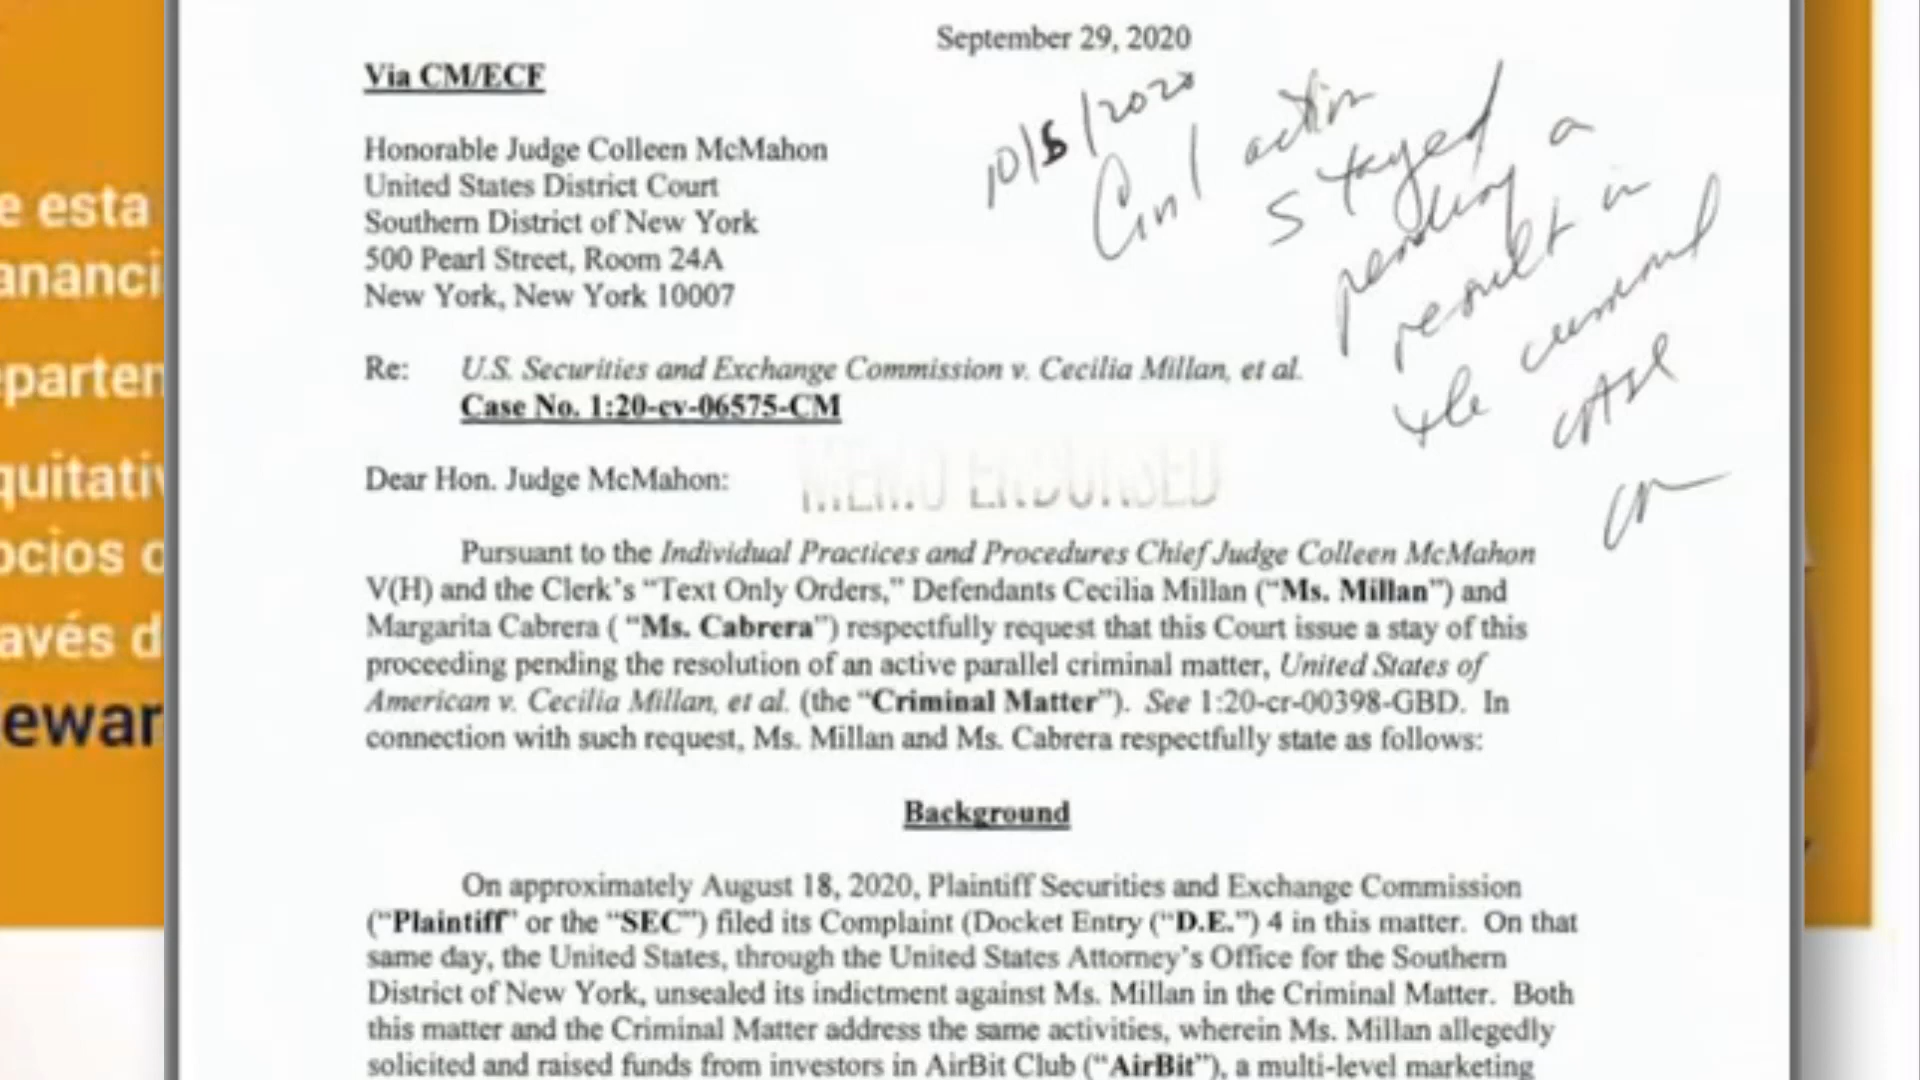 September 29, 2020
Via CM/ECF
10/5/2020
Civil action
stayed
pending a
result in
the criminal
case
CM
Honorable Judge Colleen McMahon
United States District Court
Southern District of New York
500 Pearl Street, Room 24A
New York, New York 10007
Re: U.S. Securities and Exchange Commission v. Cecilia Millan, et al.
Case No. 1:20-cv-06575-CM
Dear Hon. Judge McMahon:
MEMO ENDORSED
Pursuant to the Individual Practices and Procedures Chief Judge Colleen McMahon
V(H) and the Clerk's “Text Only Orders,” Defendants Cecilia Millan (“Ms. Millan”) and
Margarita Cabrera ( “Ms. Cabrera”) respectfully request that this Court issue a stay of this
proceeding pending the resolution of an active parallel criminal matter, United States of
American v. Cecilia Millan, et al. (the “Criminal Matter”). See 1:20-cr-00398-GBD. In
connection with such request, Ms. Millan and Ms. Cabrera respectfully state as follows:
Background
On approximately August 18, 2020, Plaintiff Securities and Exchange Commission
(“Plaintiff” or the “SEC”) filed its Complaint (Docket Entry (“D.E.”) 4 in this matter. On that
same day, the United States, through the United States Attorney's Office for the Southern
District of New York, unsealed its indictment against Ms. Millan in the Criminal Matter. Both
this matter and the Criminal Matter address the same activities, wherein Ms. Millan allegedly
solicited and raised funds from investors in AirBit Club (“AirBit”), a multi-level marketing
e esta
ananci
eparten
quitativ
ocios c
avés d
ewar